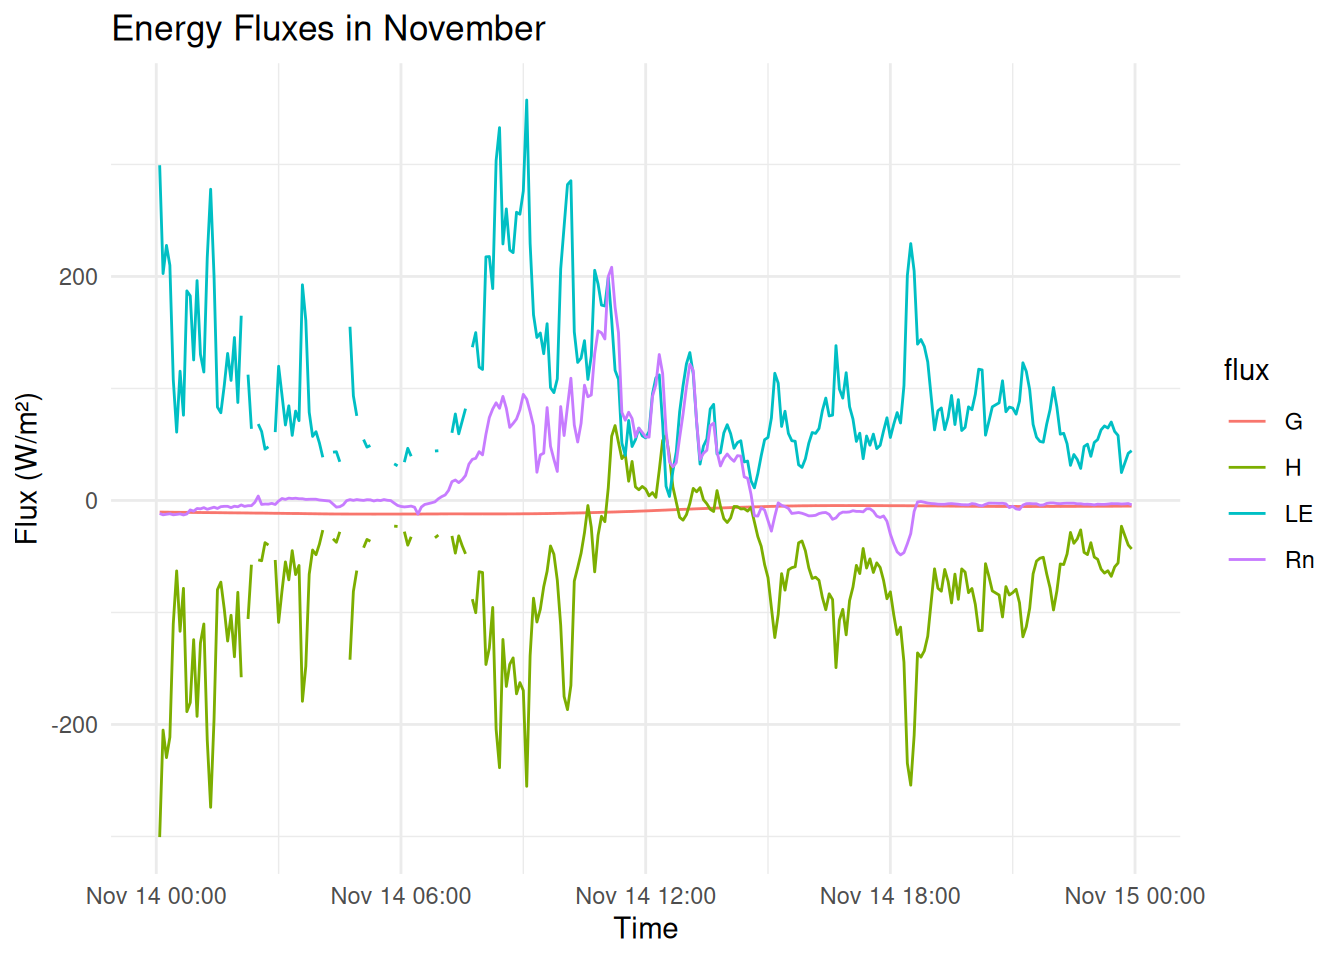 Energy Fluxes in November
Flux (W/m²)
200
0
-200
Nov 14 00:00
Nov 14 06:00
Nov 14 12:00
Nov 14 18:00
Nov 15 00:00
Time
flux
G
H
LE
Rn